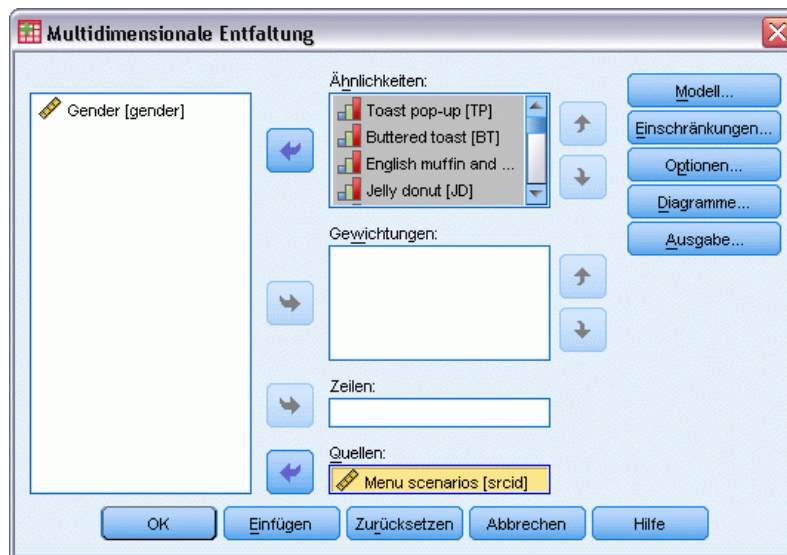 Multidimensionale Entfaltung
Gender [gender]
Ähnlichkeiten:
Toast pop-up [TP]
Buttered toast [BT]
English muffin and ...
Jelly donut [JD]
Gewichtungen:
Zeilen:
Quellen:
Menu scenarios [srcid]
Modell...
Einschränkungen...
Optionen...
Diagramme...
Ausgabe...
OK
Einfügen
Zurücksetzen
Abbrechen
Hilfe